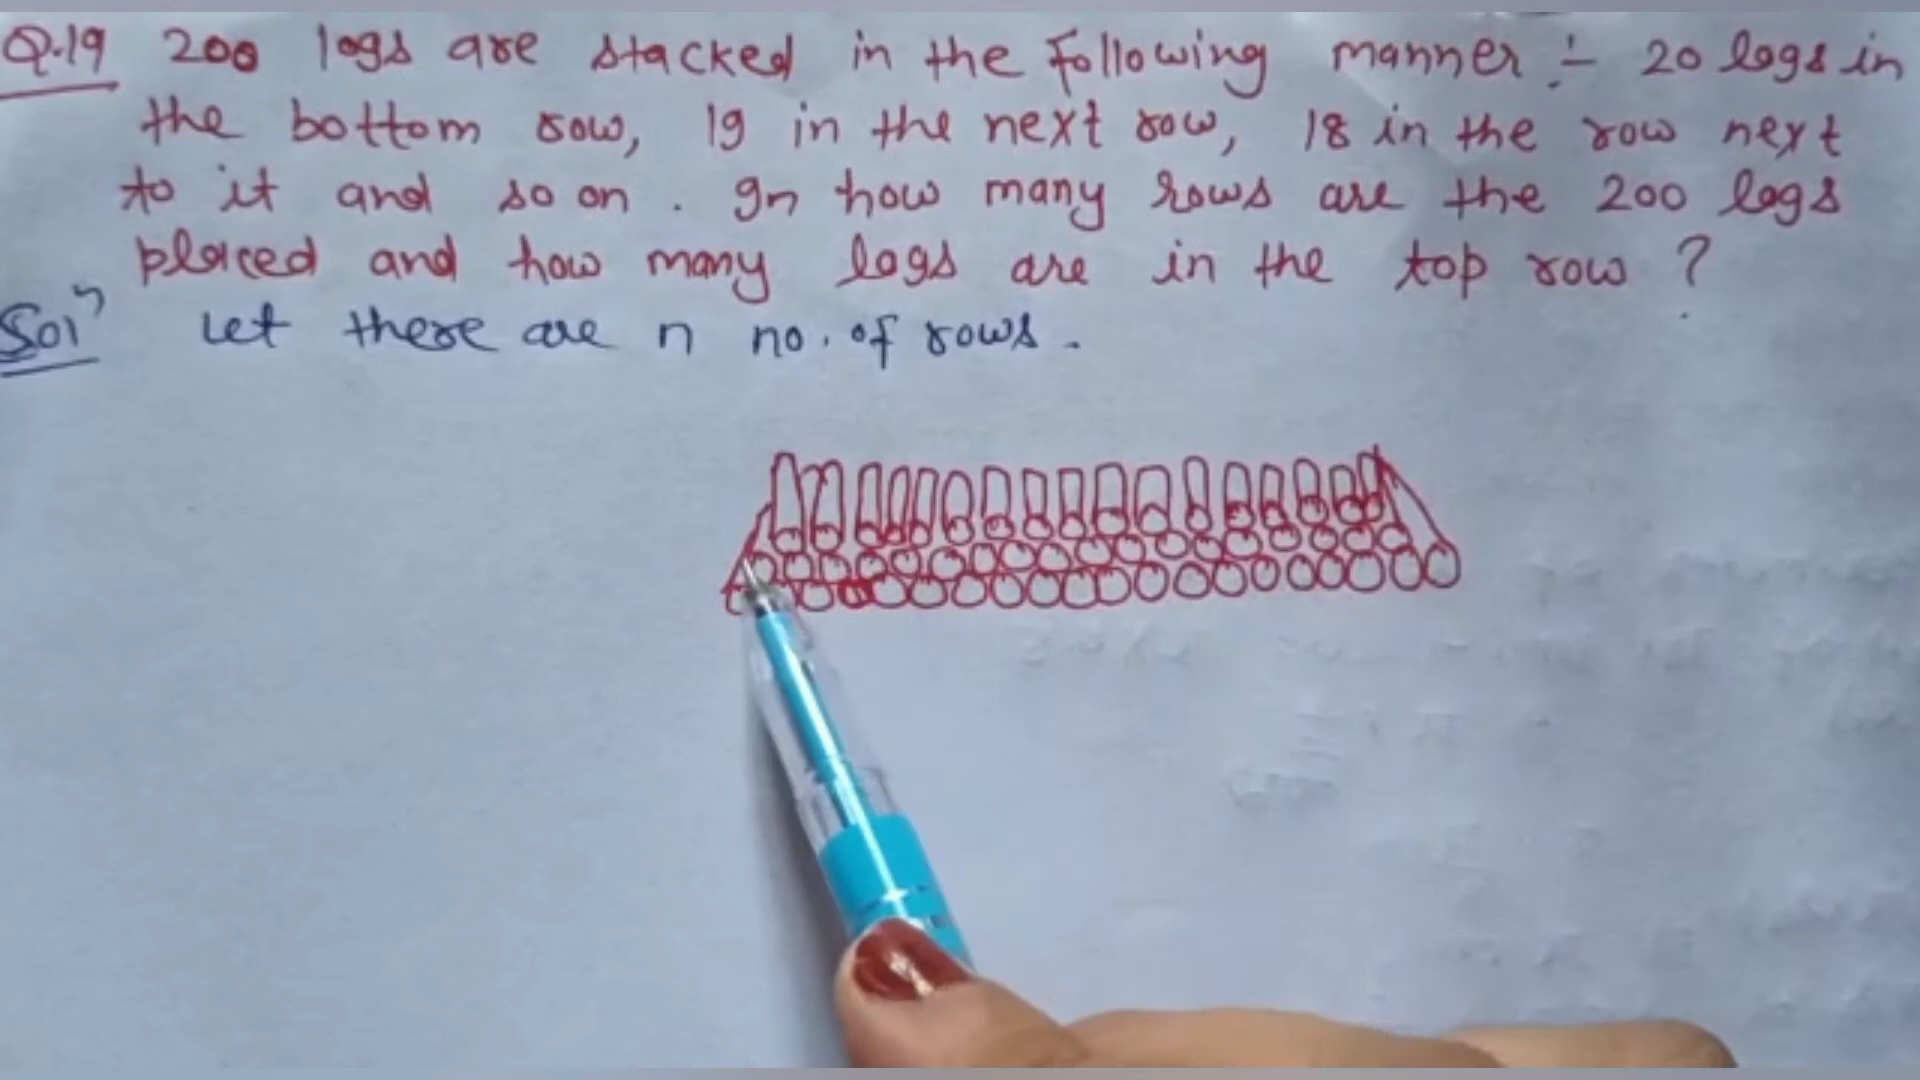 Q.19 200 logs are stacked in the following manner :- 20 logs in
the bottom row, 19 in the next row, 18 in the row next
to it and so on. In how many rows are the 200 logs
placed and how many logs are in the top row ?
Solⁿ Let there are n no. of rows.